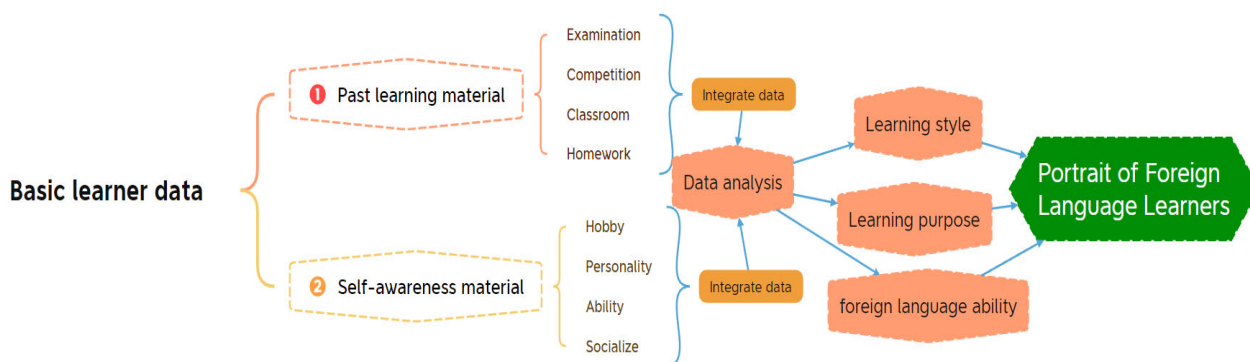 Basic learner data
1 Past learning material
Examination
Competition
Classroom
Homework
2 Self-awareness material
Hobby
Personality
Ability
Socialize
Integrate data
Integrate data
Data analysis
Learning style
Learning purpose
foreign language ability
Portrait of Foreign
Language Learners